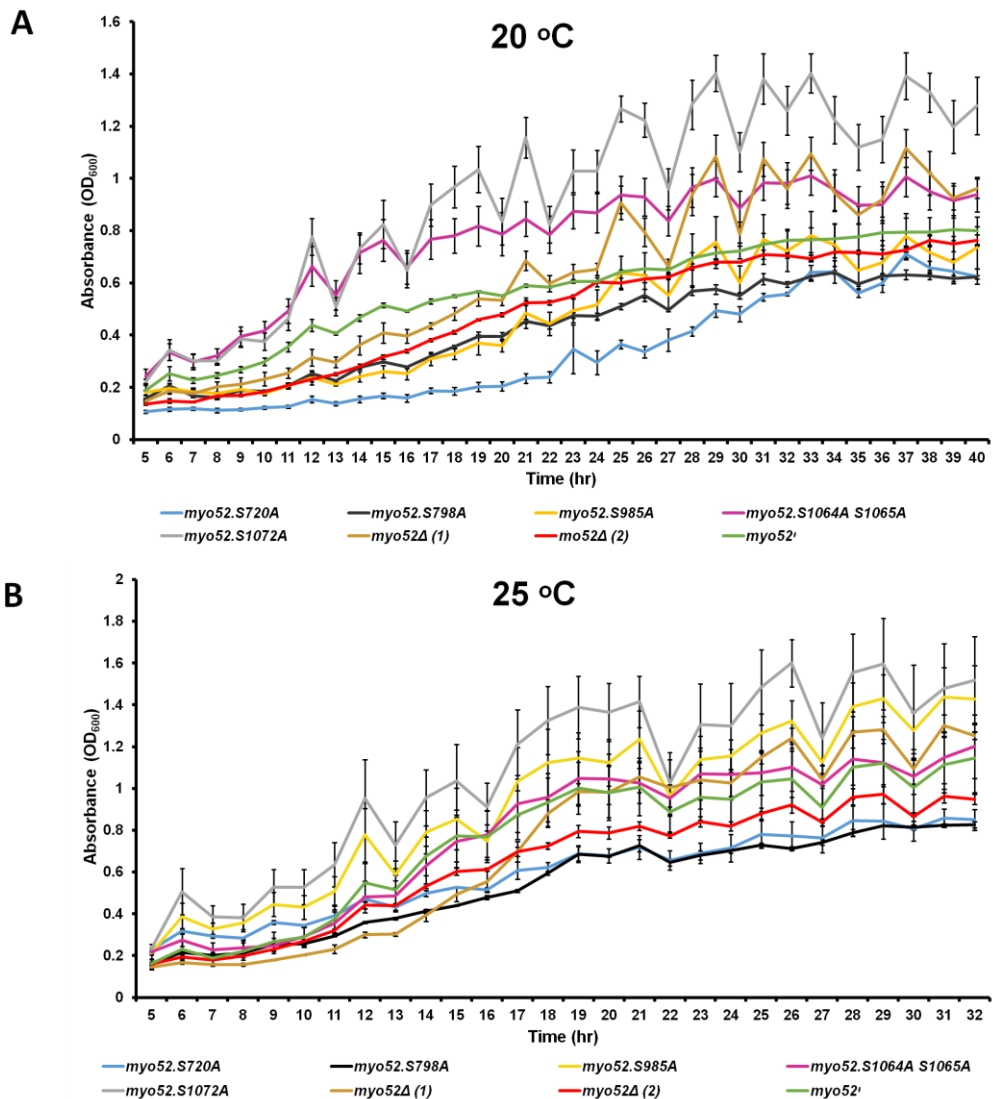 A
20 °C
1.6
1.4
1.2
1
0.8
0.6
0.4
0.2
0
Absorbance (OD600)
5 6 7 8 9 10 11 12 13 14 15 16 17 18 19 20 21 22 23 24 25 26 27 28 29 30 31 32 33 34 35 36 37 38 39 40
Time (hr)
myo52.S720A myo52.S798A myo52.S985A myo52.S1064A S1065A
myo52.S1072A myo52Δ (1) mo52Δ (2) myo52⁺
B
25 °C
2
1.8
1.6
1.4
1.2
1
0.8
0.6
0.4
0.2
0
Absorbance (OD600)
5 6 7 8 9 10 11 12 13 14 15 16 17 18 19 20 21 22 23 24 25 26 27 28 29 30 31 32
Time (hr)
myo52.S720A myo52.S798A myo52.S985A myo52.S1064A S1065A
myo52.S1072A myo52Δ (1) mo52Δ (2) myo52⁺